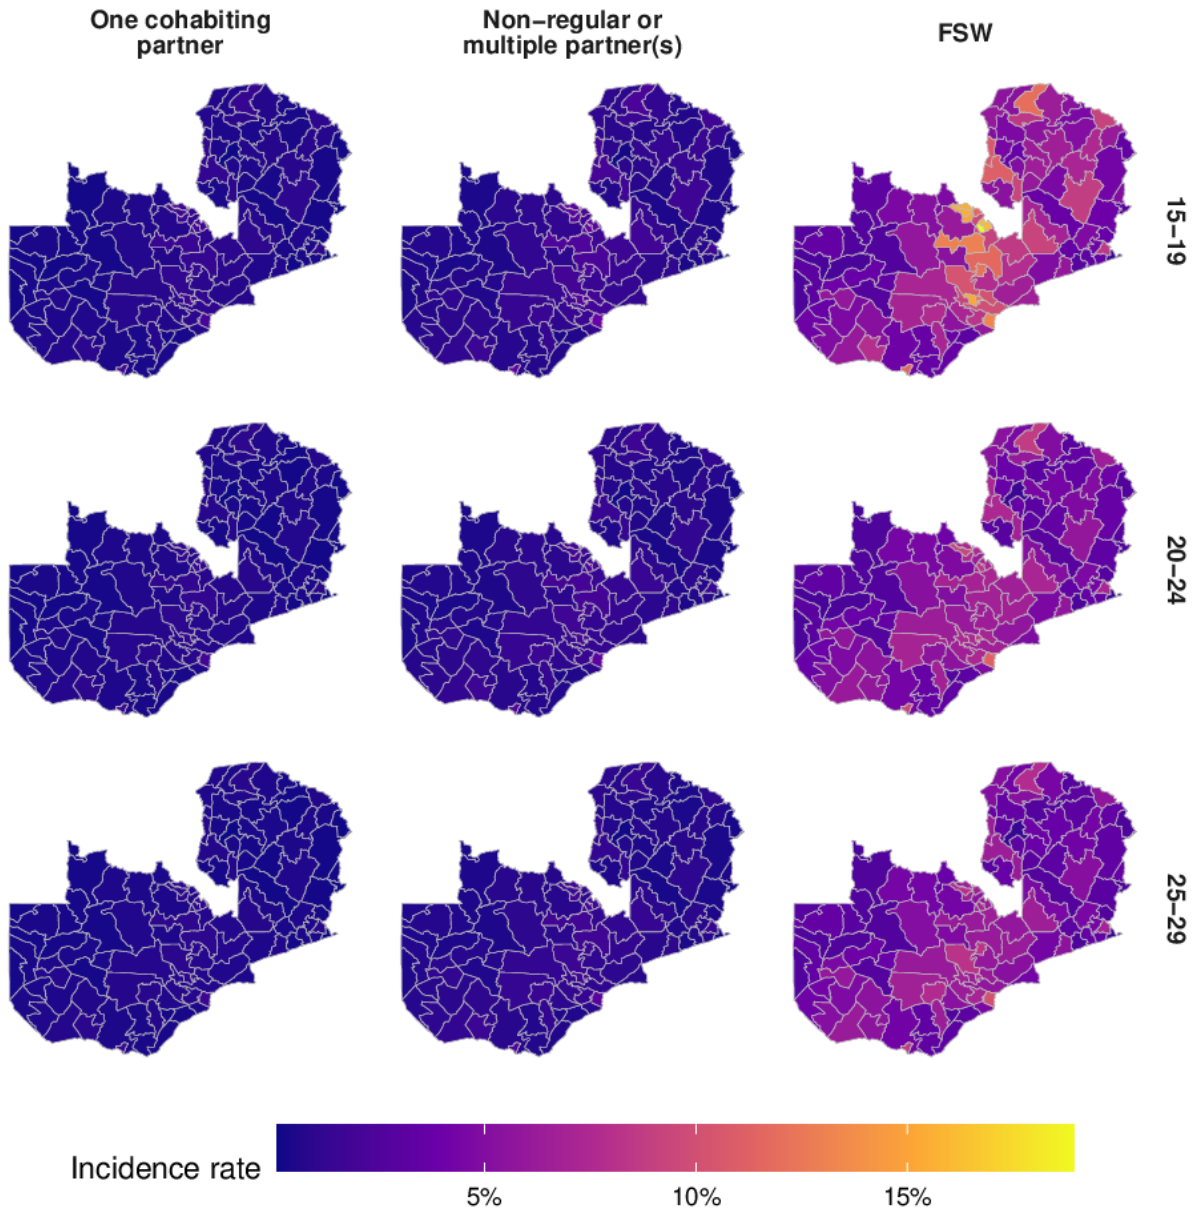 One cohabiting
partner
Non−regular or
multiple partner(s)
FSW
15−19
20−24
25−29
Incidence rate
5%
10%
15%